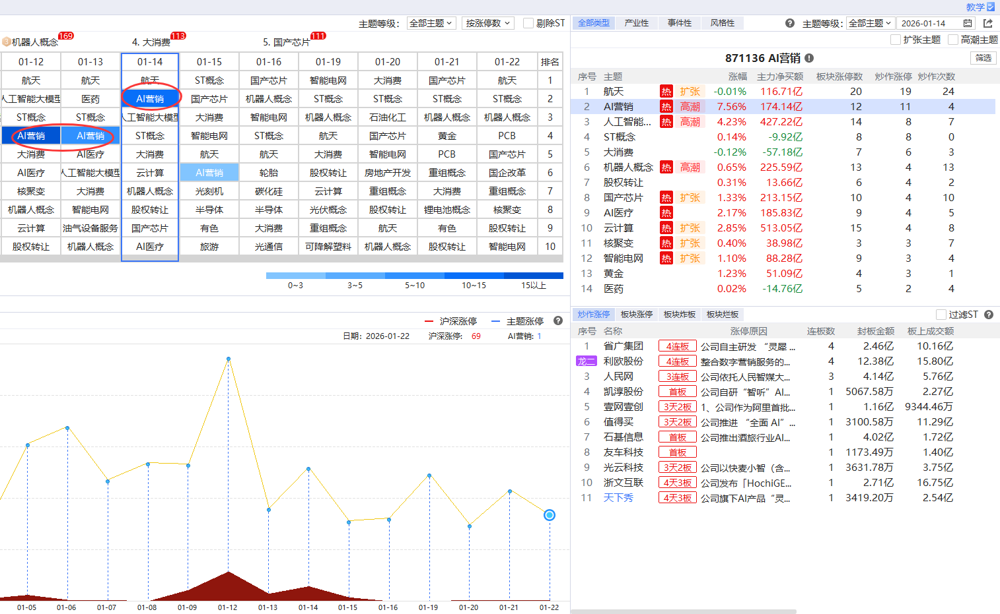 教学
主题等级： 全部主题 按涨停数 剔除ST
3 机器人概念 169 4. 大消费 113 5. 国产芯片 111
01-12 01-13 01-14 01-15 01-16 01-19 01-20 01-21 01-22 排名
航天 航天 航天 ST概念 国产芯片 智能电网 大消费 国产芯片 航天 1
人工智能大模型 医药 AI营销 国产芯片 机器人概念 ST概念 ST概念 ST概念 ST概念 2
ST概念 ST概念 人工智能大模型 大消费 智能电网 机器人概念 石油化工 机器人概念 机器人概念 3
AI营销 AI营销 ST概念 智能电网 ST概念 航天 国产芯片 黄金 PCB 4
大消费 AI医疗 大消费 航天 航天 大消费 智能电网 PCB 国产芯片 5
AI医疗 人工智能大模型 云计算 AI营销 轮胎 股权转让 房地产开发 重组概念 国企改革 6
核聚变 大消费 机器人概念 光刻机 碳化硅 云计算 重组概念 大消费 重组概念 7
机器人概念 智能电网 股权转让 半导体 半导体 光伏概念 股权转让 锂电池概念 核聚变 8
云计算 油气设备服务 国产芯片 有色 大消费 重组概念 航天 有色 股权转让 9
股权转让 机器人概念 AI医疗 旅游 光通信 可降解塑料 机器人概念 股权转让 智能电网 10
0~3 3~5 5~10 10~15 15以上
沪深涨停 主题涨停 ?
日期: 2026-01-22 沪深涨停: 69 AI营销: 1
01-05 01-06 01-07 01-08 01-09 01-12 01-13 01-14 01-15 01-16 01-19 01-20 01-21 01-22
全部类型 产业性 事件性 风格性 ? 主题等级: 全部主题 2026-01-14
扩张主题 高潮主题
871136 AI营销 ! 筛选
序号 主题 涨幅 主力净买额 板块涨停数 炒作涨停 炒作次数
1 航天 热 扩张 -0.01% 116.71亿 20 19 24
2 AI营销 热 高潮 7.56% 174.14亿 12 11 4
3 人工智能... 热 高潮 4.23% 427.22亿 14 8 7
4 ST概念 0.14% -9.92亿 8 8 0
5 大消费 -0.12% -57.18亿 7 6 3
6 机器人概念 热 高潮 0.65% 225.59亿 13 4 13
7 股权转让 0.31% 13.66亿 6 4 2
8 国产芯片 热 扩张 1.33% 213.15亿 10 4 10
9 AI医疗 热 2.17% 185.83亿 9 4 5
10 云计算 热 扩张 2.85% 513.05亿 15 4 8
11 核聚变 热 扩张 0.40% 38.98亿 3 3 7
12 智能电网 热 扩张 1.10% 88.28亿 9 3 4
13 黄金 1.23% 51.09亿 4 3 1
14 医药 0.02% -14.76亿 5 2 4
炒作涨停 板块涨停 板块炸板 板块烂板 过滤ST ?
序号 名称 涨停原因 连板数 封板金额 板上成交额
1 省广集团 4连板 公司自主研发 “灵犀 ... 4 2.46亿 10.16亿
龙二 利欧股份 4连板 整合数字营销服务的... 4 12.38亿 15.80亿
3 人民网 3连板 公司依托人民智媒大... 3 4.14亿 5.76亿
4 凯淳股份 首板 公司自研“智听”AI... 1 5067.58万 2.27亿
5 壹网壹创 3天2板 1、公司作为阿里首批... 1 1.16亿 9344.46万
6 值得买 3天2板 公司推进 “全面 AI” ... 1 3100.58万 11.29亿
7 石基信息 首板 公司推出酒旅行业AI... 1 4.02亿 1.72亿
8 友车科技 首板 1 1173.49万 1.40亿
9 光云科技 3天2板 公司以快麦小智（含... 1 3631.78万 3.75亿
10 浙文互联 4天3板 公司发布「HochiGE... 1 2.71亿 16.75亿
11 天下秀 4天3板 公司旗下AI产品“灵... 1 3419.20万 2.54亿